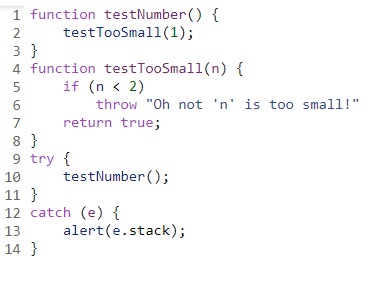 1 function testNumber() {
2     testTooSmall(1);
3 }
4 function testTooSmall(n) {
5     if (n < 2)
6         throw "Oh not 'n' is too small!"
7     return true;
8 }
9 try {
10     testNumber();
11 }
12 catch (e) {
13     alert(e.stack);
14 }